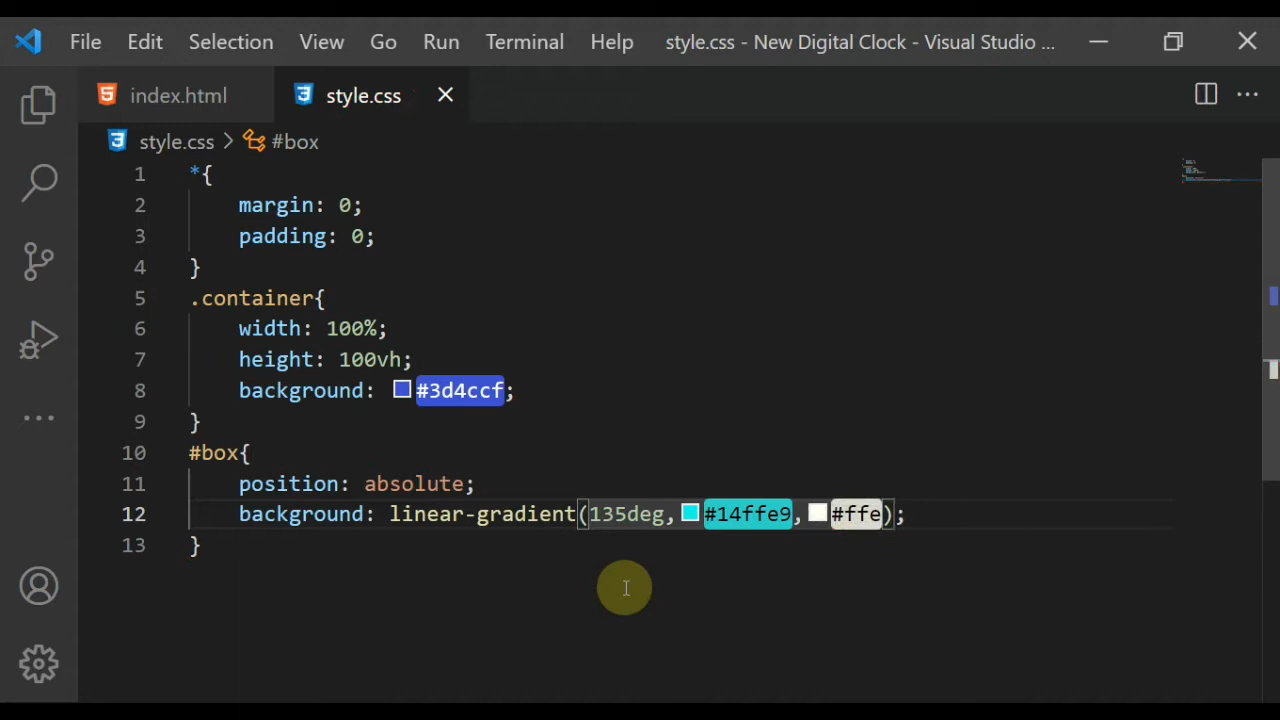 File Edit Selection View Go Run Terminal Help style.css - New Digital Clock - Visual Studio ...
index.html style.css
style.css > #box
1 *{
2 margin: 0;
3 padding: 0;
4 }
5 .container{
6 width: 100%;
7 height: 100vh;
8 background: #3d4ccf;
9 }
10 #box{
11 position: absolute;
12 background: linear-gradient(135deg,#14ffe9,#ffe);
13 }